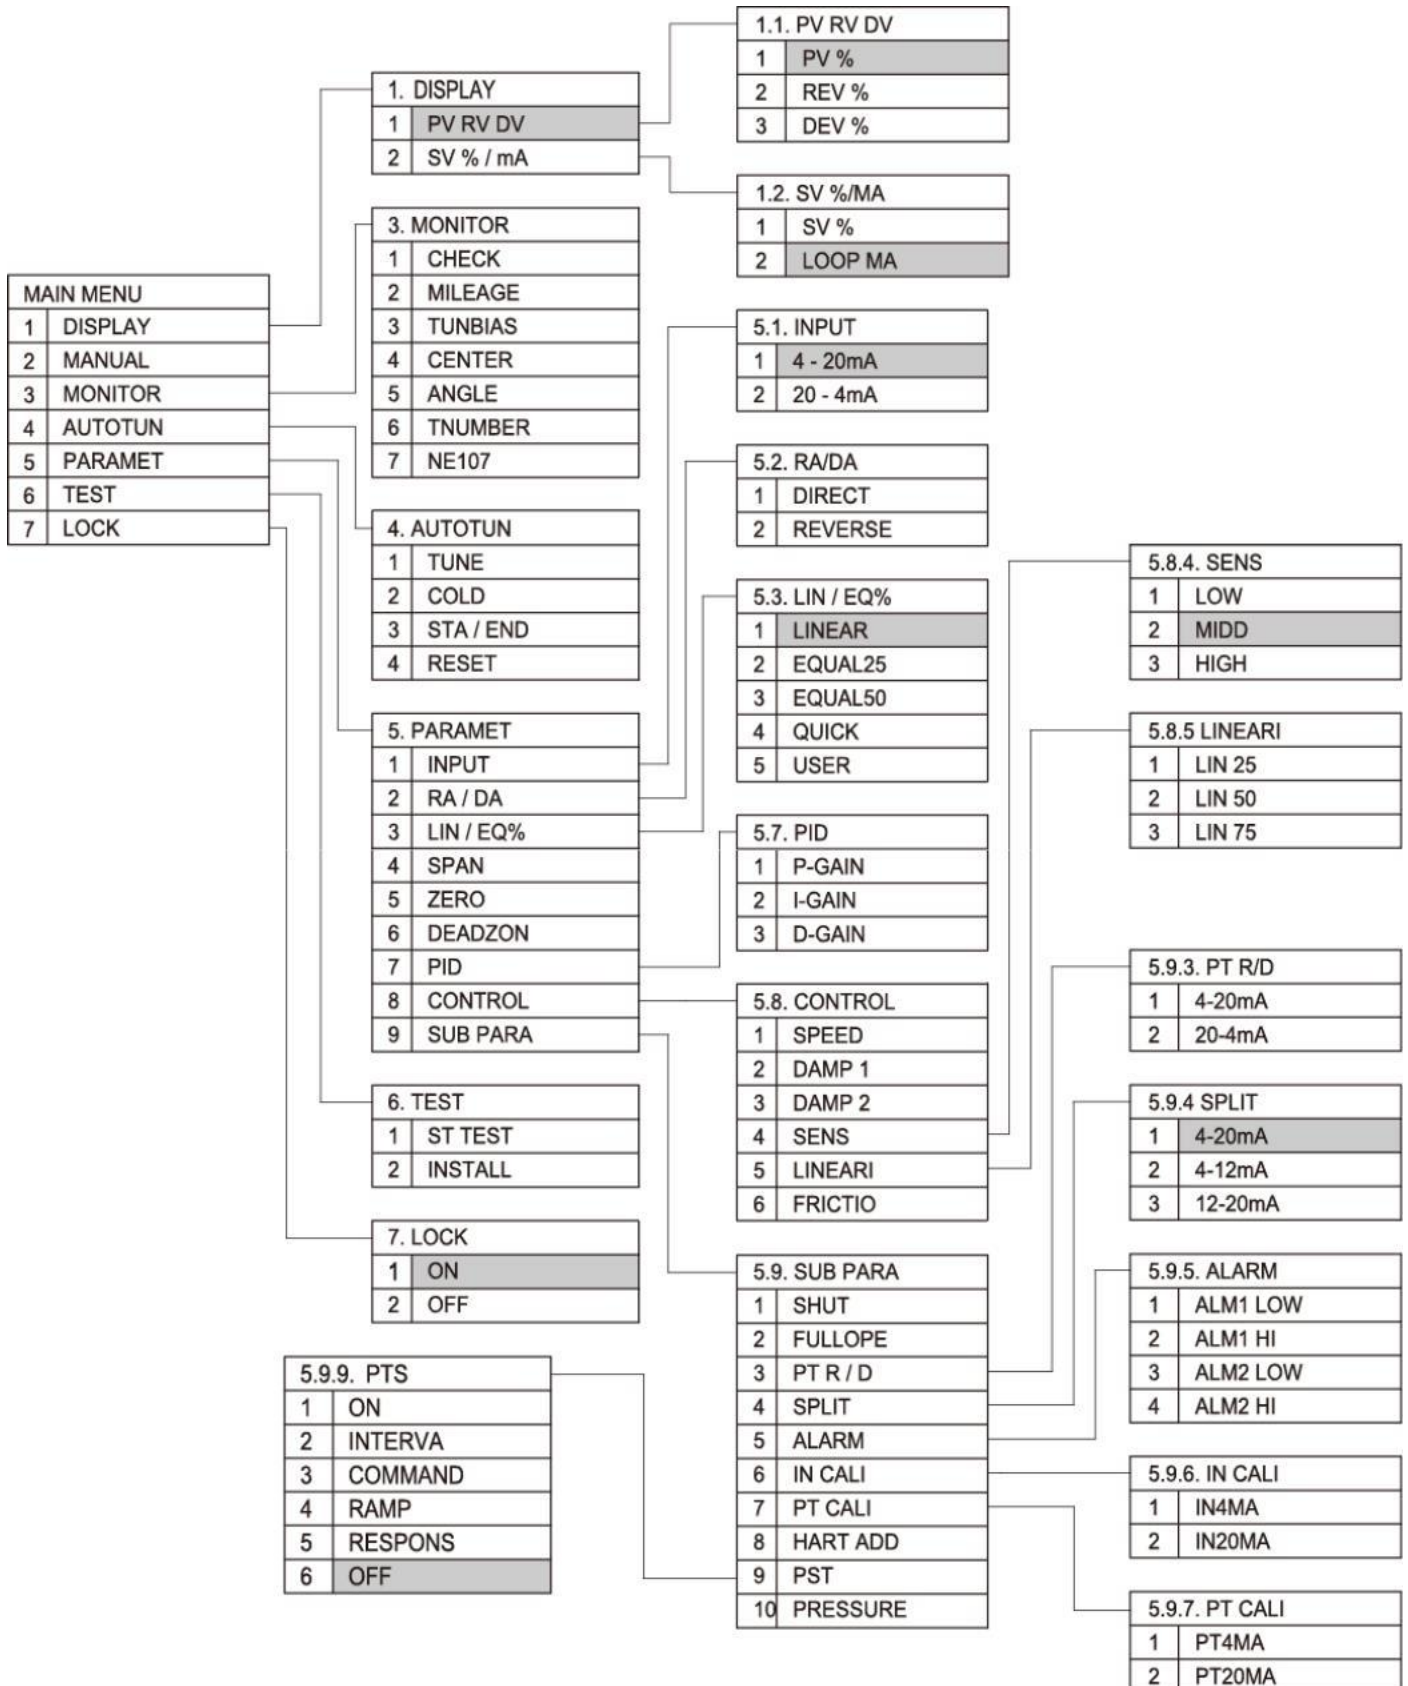 MAIN MENU
1 DISPLAY
2 MANUAL
3 MONITOR
4 AUTOTUN
5 PARAMET
6 TEST
7 LOCK
1. DISPLAY
1 PV RV DV
2 SV % / mA
3. MONITOR
1 CHECK
2 MILEAGE
3 TUNBIAS
4 CENTER
5 ANGLE
6 TNUMBER
7 NE107
4. AUTOTUN
1 TUNE
2 COLD
3 STA / END
4 RESET
5. PARAMET
1 INPUT
2 RA / DA
3 LIN / EQ%
4 SPAN
5 ZERO
6 DEADZON
7 PID
8 CONTROL
9 SUB PARA
6. TEST
1 ST TEST
2 INSTALL
7. LOCK
1 ON
2 OFF
5.9.9. PTS
1 ON
2 INTERVA
3 COMMAND
4 RAMP
5 RESPONS
6 OFF
1.1. PV RV DV
1 PV %
2 REV %
3 DEV %
1.2. SV %/MA
1 SV %
2 LOOP MA
5.1. INPUT
1 4 - 20mA
2 20 - 4mA
5.2. RA/DA
1 DIRECT
2 REVERSE
5.3. LIN / EQ%
1 LINEAR
2 EQUAL25
3 EQUAL50
4 QUICK
5 USER
5.7. PID
1 P-GAIN
2 I-GAIN
3 D-GAIN
5.8. CONTROL
1 SPEED
2 DAMP 1
3 DAMP 2
4 SENS
5 LINEARI
6 FRICTIO
5.9. SUB PARA
1 SHUT
2 FULLOPE
3 PT R / D
4 SPLIT
5 ALARM
6 IN CALI
7 PT CALI
8 HART ADD
9 PST
10 PRESSURE
5.8.4. SENS
1 LOW
2 MIDD
3 HIGH
5.8.5 LINEARI
1 LIN 25
2 LIN 50
3 LIN 75
5.9.3. PT R/D
1 4-20mA
2 20-4mA
5.9.4 SPLIT
1 4-20mA
2 4-12mA
3 12-20mA
5.9.5. ALARM
1 ALM1 LOW
2 ALM1 HI
3 ALM2 LOW
4 ALM2 HI
5.9.6. IN CALI
1 IN4MA
2 IN20MA
5.9.7. PT CALI
1 PT4MA
2 PT20MA